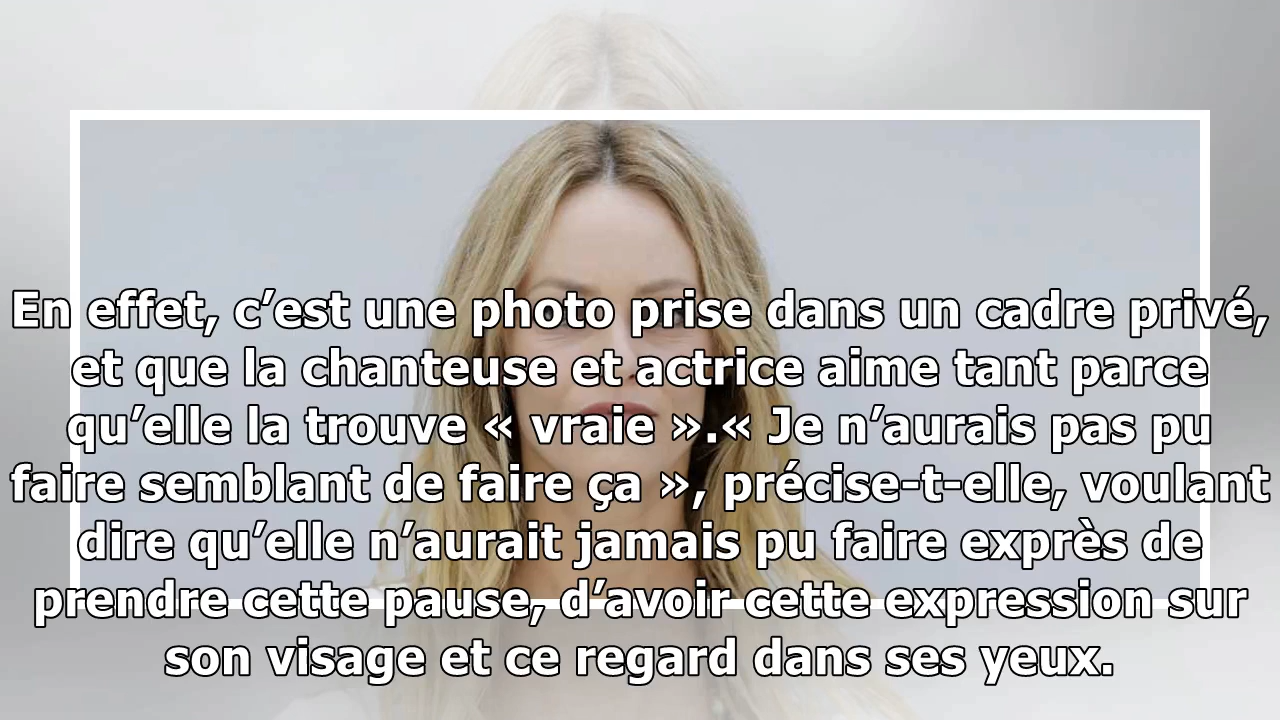 En effet, c’est une photo prise dans un cadre privé,
et que la chanteuse et actrice aime tant parce
qu’elle la trouve « vraie ».« Je n’aurais pas pu
faire semblant de faire ça », précise-t-elle, voulant
dire qu’elle n’aurait jamais pu faire exprès de
prendre cette pause, d’avoir cette expression sur
son visage et ce regard dans ses yeux.